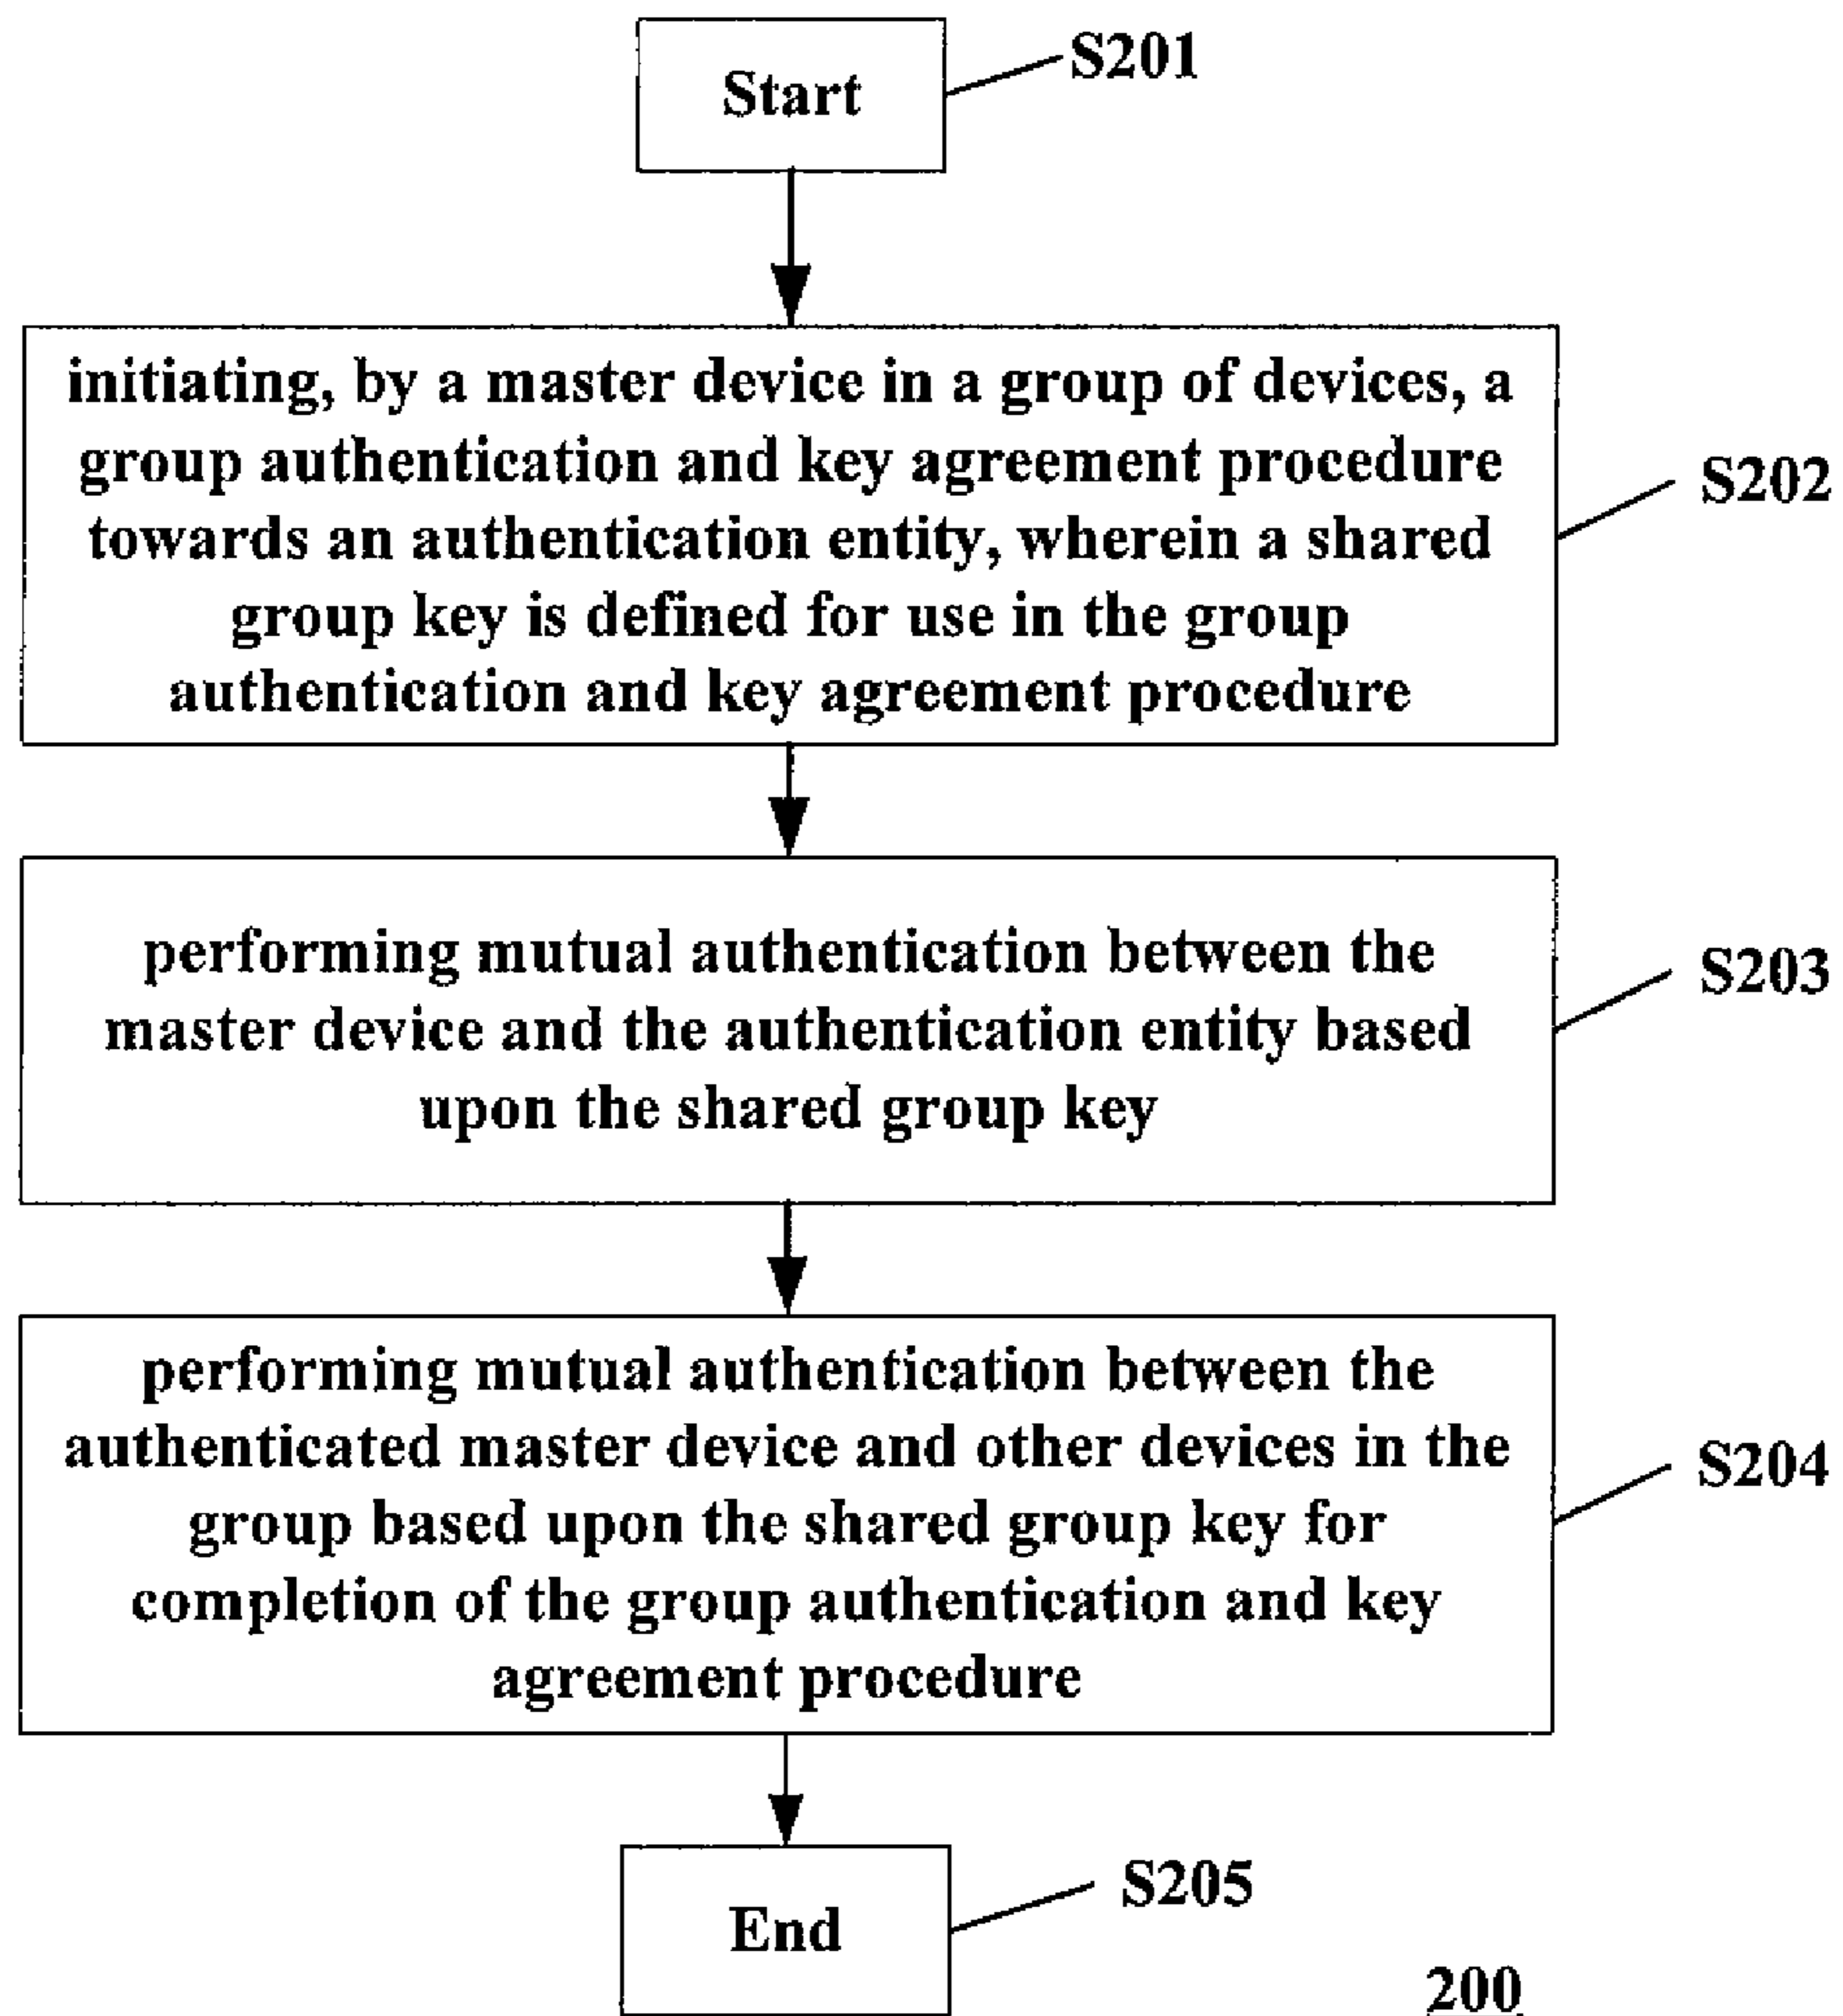 Start
S201
initiating, by a master device in a group of devices, a
group authentication and key agreement procedure
towards an authentication entity, wherein a shared
group key is defined for use in the group
authentication and key agreement procedure
S202
performing mutual authentication between the
master device and the authentication entity based
upon the shared group key
S203
performing mutual authentication between the
authenticated master device and other devices in the
group based upon the shared group key for
completion of the group authentication and key
agreement procedure
S204
End
S205
200